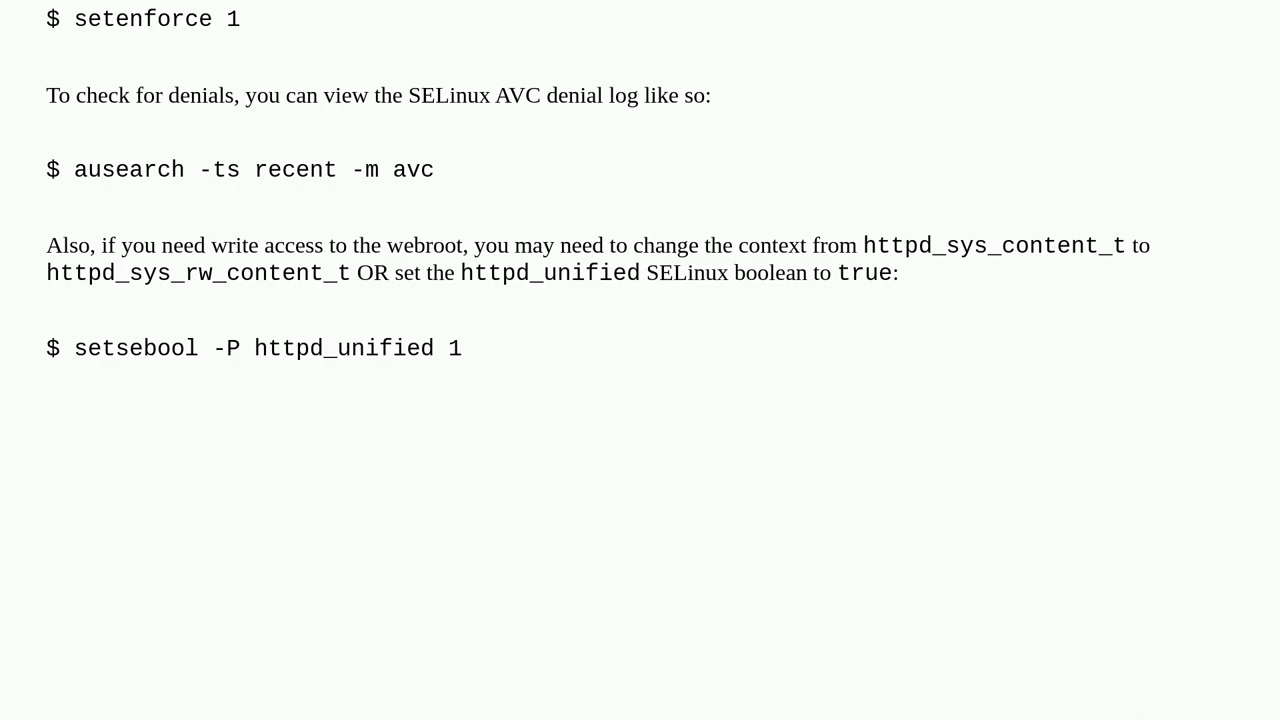 $ setenforce 1
To check for denials, you can view the SELinux AVC denial log like so:
$ ausearch -ts recent -m avc
Also, if you need write access to the webroot, you may need to change the context from httpd_sys_content_t to
httpd_sys_rw_content_t OR set the httpd_unified SELinux boolean to true:
$ setsebool -P httpd_unified 1